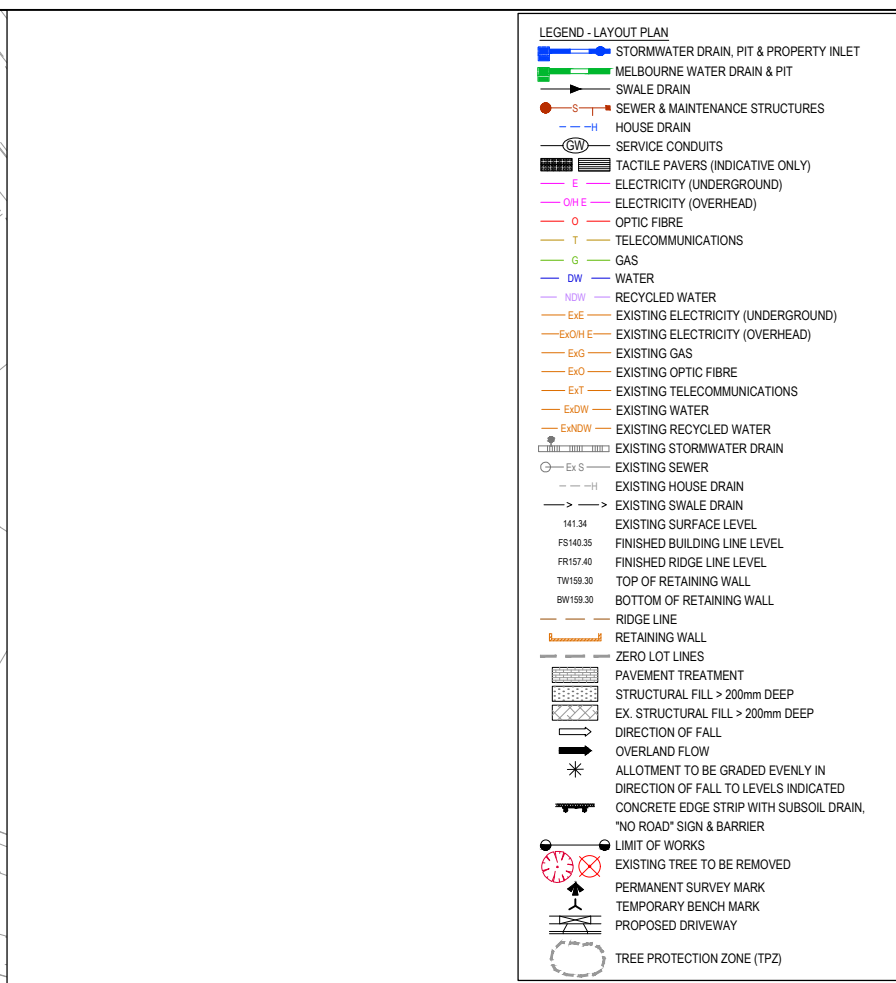 LEGEND - LAYOUT PLAN
STORMWATER DRAIN, PIT & PROPERTY INLET
MELBOURNE WATER DRAIN & PIT
SWALE DRAIN
S SEWER & MAINTENANCE STRUCTURES
H HOUSE DRAIN
GW SERVICE CONDUITS
TACTILE PAVERS (INDICATIVE ONLY)
E ELECTRICITY (UNDERGROUND)
O/H E ELECTRICITY (OVERHEAD)
O OPTIC FIBRE
T TELECOMMUNICATIONS
G GAS
DW WATER
NDW RECYCLED WATER
ExE EXISTING ELECTRICITY (UNDERGROUND)
ExO/H E EXISTING ELECTRICITY (OVERHEAD)
ExG EXISTING GAS
ExO EXISTING OPTIC FIBRE
ExT EXISTING TELECOMMUNICATIONS
ExDW EXISTING WATER
ExNDW EXISTING RECYCLED WATER
EXISTING STORMWATER DRAIN
Ex S EXISTING SEWER
H EXISTING HOUSE DRAIN
EXISTING SWALE DRAIN
141.34 EXISTING SURFACE LEVEL
FS140.35 FINISHED BUILDING LINE LEVEL
FR157.40 FINISHED RIDGE LINE LEVEL
TW159.30 TOP OF RETAINING WALL
BW159.30 BOTTOM OF RETAINING WALL
RIDGE LINE
RETAINING WALL
ZERO LOT LINES
PAVEMENT TREATMENT
STRUCTURAL FILL > 200mm DEEP
EX. STRUCTURAL FILL > 200mm DEEP
DIRECTION OF FALL
OVERLAND FLOW
ALLOTMENT TO BE GRADED EVENLY IN
DIRECTION OF FALL TO LEVELS INDICATED
CONCRETE EDGE STRIP WITH SUBSOIL DRAIN,
"NO ROAD" SIGN & BARRIER
LIMIT OF WORKS
EXISTING TREE TO BE REMOVED
PERMANENT SURVEY MARK
TEMPORARY BENCH MARK
PROPOSED DRIVEWAY
TREE PROTECTION ZONE (TPZ)